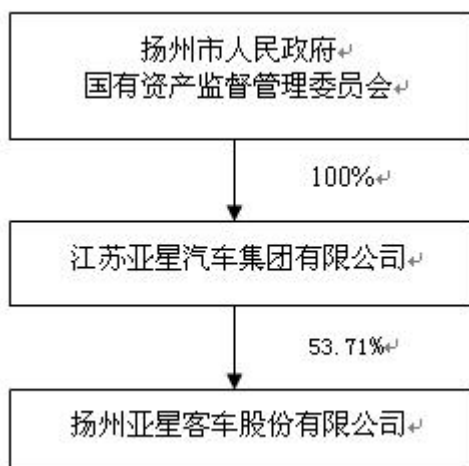 扬州市人民政府↵
国有资产监督管理委员会↵
100%↵
江苏亚星汽车集团有限公司↵
53.71%↵
扬州亚星客车股份有限公司↵